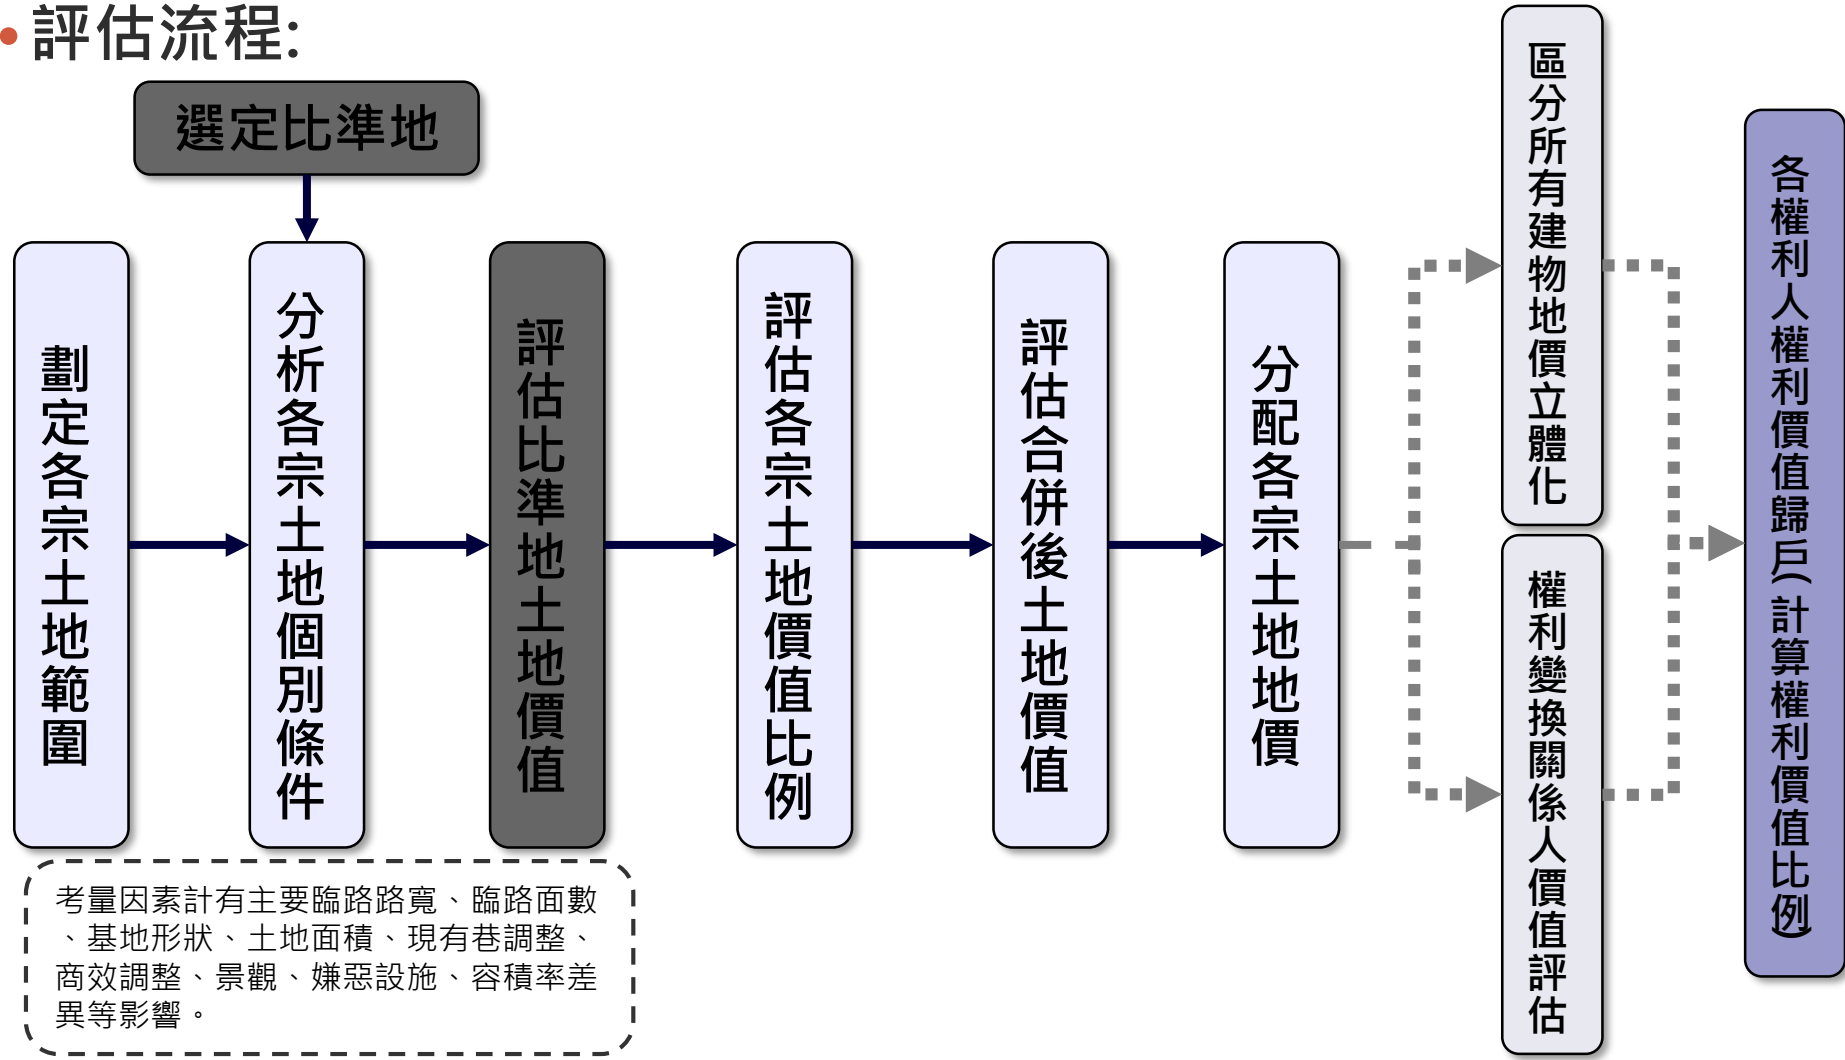 • 評估流程:
選定比準地
劃定各宗土地範圍
分析各宗土地個別條件
評估比準地土地價值
評估各宗土地價值比例
評估合併後土地價值
分配各宗土地地價
區分所有建物地價立體化
權利變換關係人價值評估
各權利人權利價值歸戶(計算權利價值比例)
考量因素計有主要臨路路寬、臨路面數
、基地形狀、土地面積、現有巷調整、
商效調整、景觀、嫌惡設施、容積率差
異等影響。